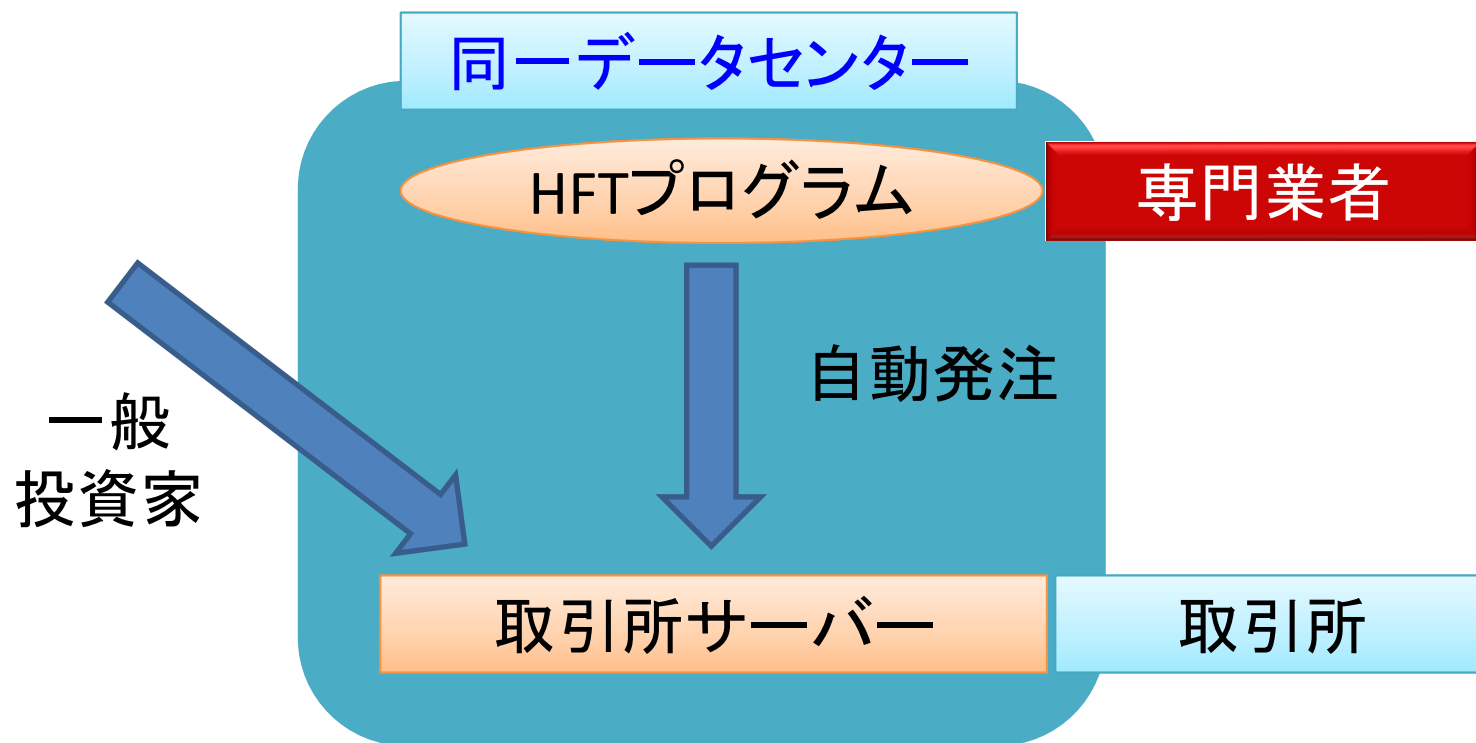 同一データセンター
HFTプログラム
専門業者
自動発注
一般
投資家
取引所サーバー
取引所